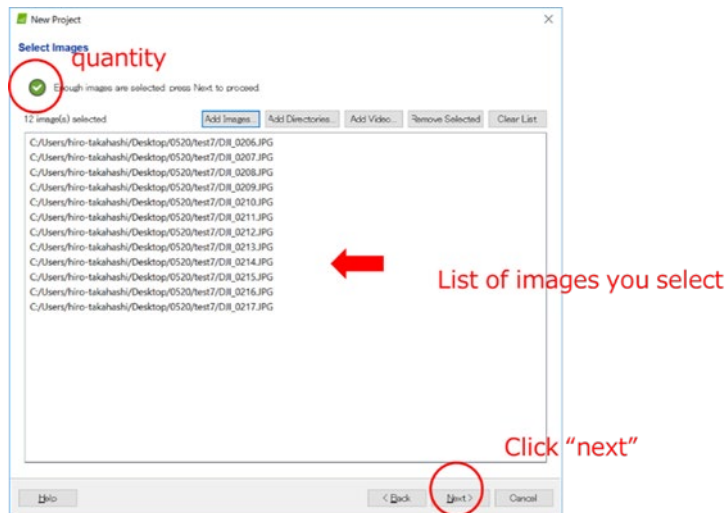 New Project
Select Images
quantity
Enough images are selected. press Next to proceed.
12 image(s) selected
Add Images...
Add Directories...
Add Video...
Remove Selected
Clear List
C:/Users/hiro-takahashi/Desktop/0520/test7/DJI_0206.JPG
C:/Users/hiro-takahashi/Desktop/0520/test7/DJI_0207.JPG
C:/Users/hiro-takahashi/Desktop/0520/test7/DJI_0208.JPG
C:/Users/hiro-takahashi/Desktop/0520/test7/DJI_0209.JPG
C:/Users/hiro-takahashi/Desktop/0520/test7/DJI_0210.JPG
C:/Users/hiro-takahashi/Desktop/0520/test7/DJI_0211.JPG
C:/Users/hiro-takahashi/Desktop/0520/test7/DJI_0212.JPG
C:/Users/hiro-takahashi/Desktop/0520/test7/DJI_0213.JPG
C:/Users/hiro-takahashi/Desktop/0520/test7/DJI_0214.JPG
C:/Users/hiro-takahashi/Desktop/0520/test7/DJI_0215.JPG
C:/Users/hiro-takahashi/Desktop/0520/test7/DJI_0216.JPG
C:/Users/hiro-takahashi/Desktop/0520/test7/DJI_0217.JPG
List of images you select
Click “next”
Help
< Back
Next >
Cancel